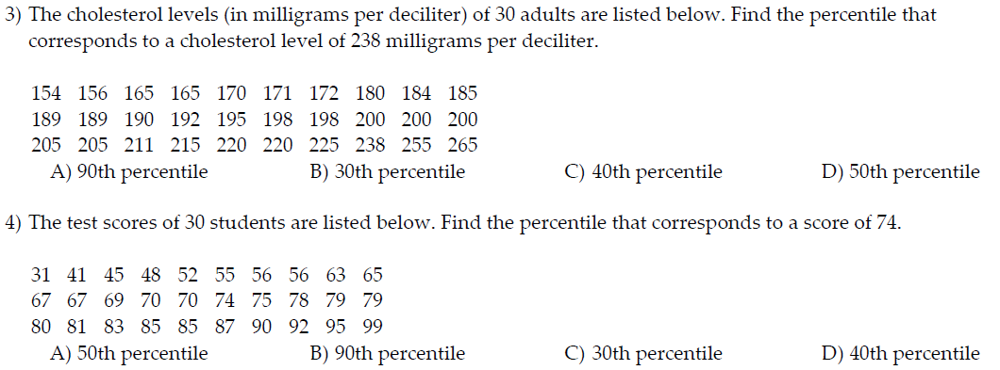 3) The cholesterol levels (in milligrams per deciliter) of 30 adults are listed below. Find the percentile that
corresponds to a cholesterol level of 238 milligrams per deciliter.
154 156 165 165 170 171 172 180 184 185
189 189 190 192 195 198 198 200 200 200
205 205 211 215 220 220 225 238 255 265
A) 90th percentile B) 30th percentile C) 40th percentile D) 50th percentile
4) The test scores of 30 students are listed below. Find the percentile that corresponds to a score of 74.
31 41 45 48 52 55 56 56 63 65
67 67 69 70 70 74 75 78 79 79
80 81 83 85 85 87 90 92 95 99
A) 50th percentile B) 90th percentile C) 30th percentile D) 40th percentile